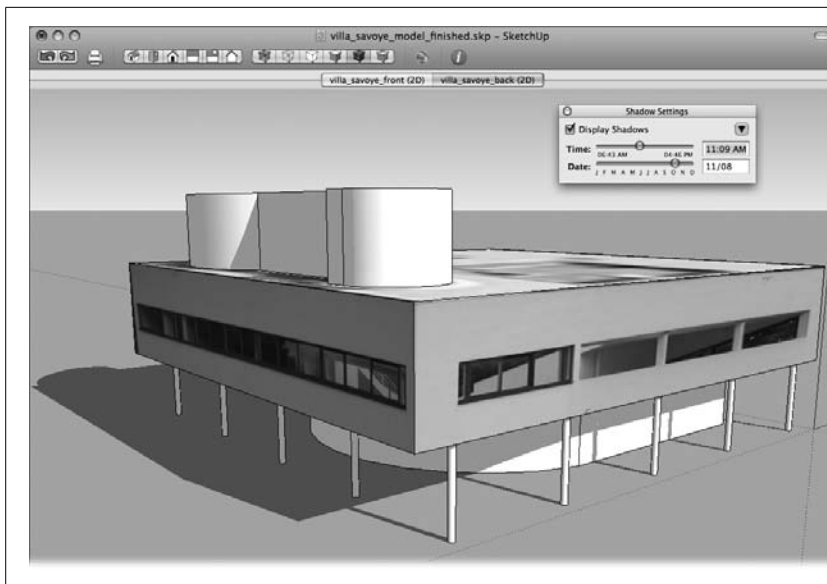 villa_savoye_model_finished.skp – SketchUp
villa_savoye_front (2D) villa_savoye_back (2D)
Shadow Settings
Display Shadows
Time: 06:43 AM 04:46 PM 11:09 AM
Date: J F M A M J J A S O N D 11/08